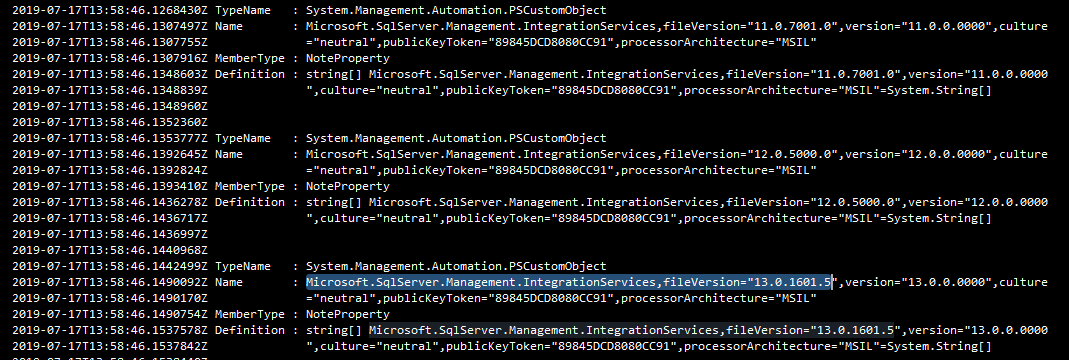 2019-07-17T13:58:46.1268430Z TypeName   : System.Management.Automation.PSCustomObject
2019-07-17T13:58:46.1307497Z Name       : Microsoft.SqlServer.Management.IntegrationServices,fileVersion="11.0.7001.0",version="11.0.0.0000",culture
2019-07-17T13:58:46.1307755Z              ="neutral",publicKeyToken="89845DCD8080CC91",processorArchitecture="MSIL"
2019-07-17T13:58:46.1307916Z MemberType : NoteProperty
2019-07-17T13:58:46.1348603Z Definition : string[] Microsoft.SqlServer.Management.IntegrationServices,fileVersion="11.0.7001.0",version="11.0.0.0000
2019-07-17T13:58:46.1348839Z              ",culture="neutral",publicKeyToken="89845DCD8080CC91",processorArchitecture="MSIL"=System.String[]
2019-07-17T13:58:46.1348960Z
2019-07-17T13:58:46.1352360Z
2019-07-17T13:58:46.1353777Z TypeName   : System.Management.Automation.PSCustomObject
2019-07-17T13:58:46.1392645Z Name       : Microsoft.SqlServer.Management.IntegrationServices,fileVersion="12.0.5000.0",version="12.0.0.0000",culture
2019-07-17T13:58:46.1392824Z              ="neutral",publicKeyToken="89845DCD8080CC91",processorArchitecture="MSIL"
2019-07-17T13:58:46.1393410Z MemberType : NoteProperty
2019-07-17T13:58:46.1436278Z Definition : string[] Microsoft.SqlServer.Management.IntegrationServices,fileVersion="12.0.5000.0",version="12.0.0.0000
2019-07-17T13:58:46.1436717Z              ",culture="neutral",publicKeyToken="89845DCD8080CC91",processorArchitecture="MSIL"=System.String[]
2019-07-17T13:58:46.1436997Z
2019-07-17T13:58:46.1440968Z
2019-07-17T13:58:46.1442499Z TypeName   : System.Management.Automation.PSCustomObject
2019-07-17T13:58:46.1490092Z Name       : Microsoft.SqlServer.Management.IntegrationServices,fileVersion="13.0.1601.5",version="13.0.0.0000",culture
2019-07-17T13:58:46.1490170Z              ="neutral",publicKeyToken="89845DCD8080CC91",processorArchitecture="MSIL"
2019-07-17T13:58:46.1490754Z MemberType : NoteProperty
2019-07-17T13:58:46.1537578Z Definition : string[] Microsoft.SqlServer.Management.IntegrationServices,fileVersion="13.0.1601.5",version="13.0.0.0000
2019-07-17T13:58:46.1537842Z              ",culture="neutral",publicKeyToken="89845DCD8080CC91",processorArchitecture="MSIL"=System.String[]